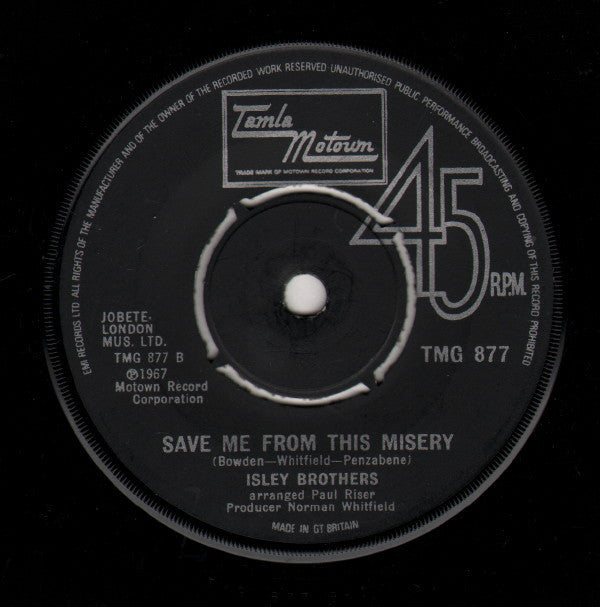 EMI RECORDS LTD ALL RIGHTS OF THE MANUFACTURER AND OF THE OWNER OF THE RECORDED WORK RESERVED UNAUTHORISED PUBLIC PERFORMANCE BROADCASTING AND COPYING OF THIS RECORD PROHIBITED
Tamla
Motown
TRADE MARK OF MOTOWN RECORD CORPORATION
45
R.P.M.
JOBETE-
LONDON
MUS. LTD.
TMG 877 B
℗1967
Motown Record
Corporation
TMG 877
SAVE ME FROM THIS MISERY
(Bowden—Whitfield—Penzabene)
ISLEY BROTHERS
arranged Paul Riser
Producer Norman Whitfield
MADE IN GT BRITAIN